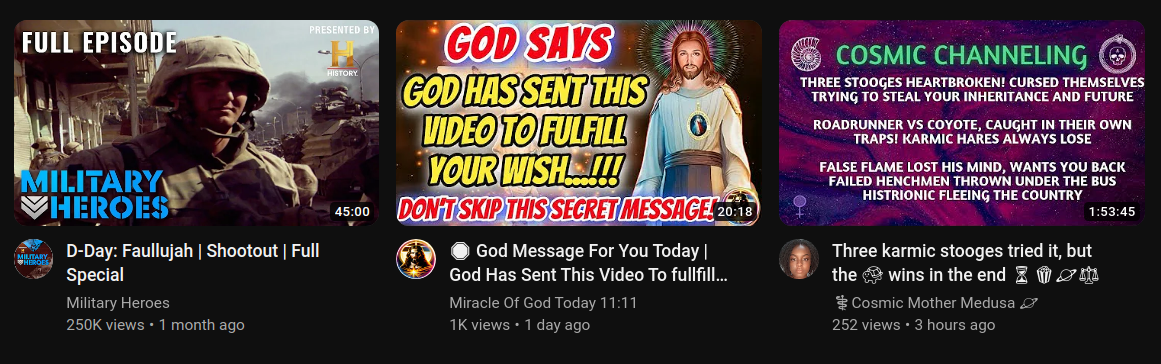 FULL EPISODE
PRESENTED BY
H
HISTORY.
MILITARY
HEROES
45:00
MILITARY
HEROES
D-Day: Faullujah | Shootout | Full
Special
Military Heroes
250K views • 1 month ago
GOD SAYS
GOD HAS SENT THIS
VIDEO TO FULFILL
YOUR WISH...!!!
DON'T SKIP THIS SECRET MESSAGE!
20:18
God Message For You Today |
God Has Sent This Video To fullfill...
Miracle Of God Today 11:11
1K views • 1 day ago
COSMIC CHANNELING
THREE STOOGES HEARTBROKEN! CURSED THEMSELVES
TRYING TO STEAL YOUR INHERITANCE AND FUTURE
ROADRUNNER VS COYOTE, CAUGHT IN THEIR OWN
TRAPS! KARMIC HARES ALWAYS LOSE
FALSE FLAME LOST HIS MIND, WANTS YOU BACK
FAILED HENCHMEN THROWN UNDER THE BUS
HISTRIONIC FLEEING THE COUNTRY
1:53:45
Three karmic stooges tried it, but
the 🐢 wins in the end ⏳ 🍿 🪐 ⚖
⚕Cosmic Mother Medusa 🪐
252 views • 3 hours ago